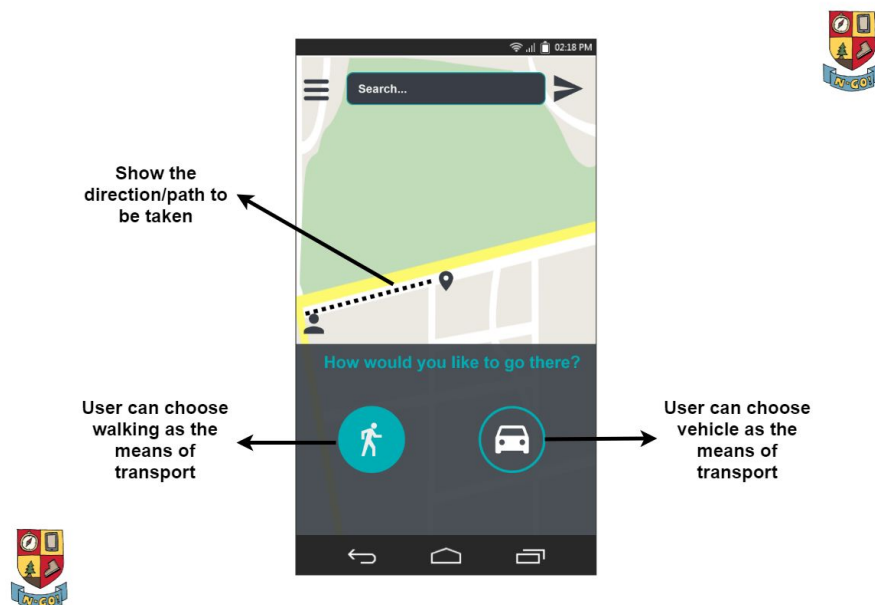 N-GO!
02:18 PM
Search...
Show the
direction/path to
be taken
How would you like to go there?
User can choose
walking as the
means of
transport
User can choose
vehicle as the
means of
transport